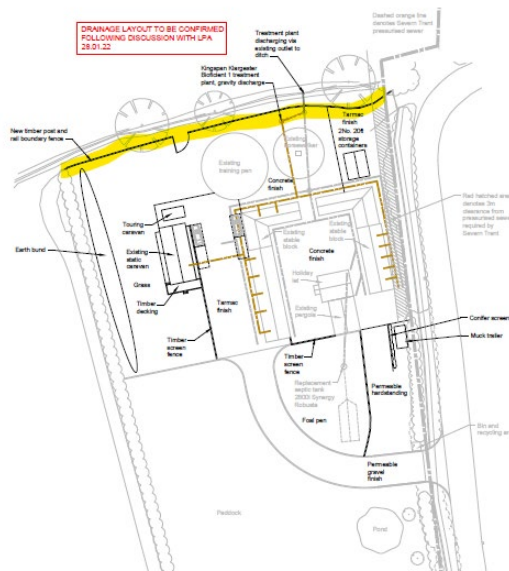 DRAINAGE LAYOUT TO BE CONFIRMED
FOLLOWING DISCUSSION WITH LPA
28.01.22
Dashed orange line
denotes Severn Trent
pressurised sewer
Treatment plant
discharging via
existing outlet to
ditch
Kingspan Klargester
Biofficient 1 treatment
plant, gravity discharge
New timber post and
rail boundary fence
Tarmac
finish
2No. 20ft
storage
containers
Existing
horsewalker
Existing
training pen
Concrete
finish
Touring
caravan
Earth bund
Existing
static
caravan
Grass
Timber
decking
Tarmac
finish
Timber
screen
fence
Existing
stable
block
Concrete
finish
Existing
stable
block
Holiday
let
Existing
pergola
Red hatched area
denotes 3m
clearance from
pressurised sewer
required by
Severn Trent
Conifer screen
Muck trailer
Timber
screen
fence
Replacement
septic tank
Robusta
Foal pen
Permeable
hardstanding
Bin and
recycling
Permeable
gravel
finish
Paddock
Pond